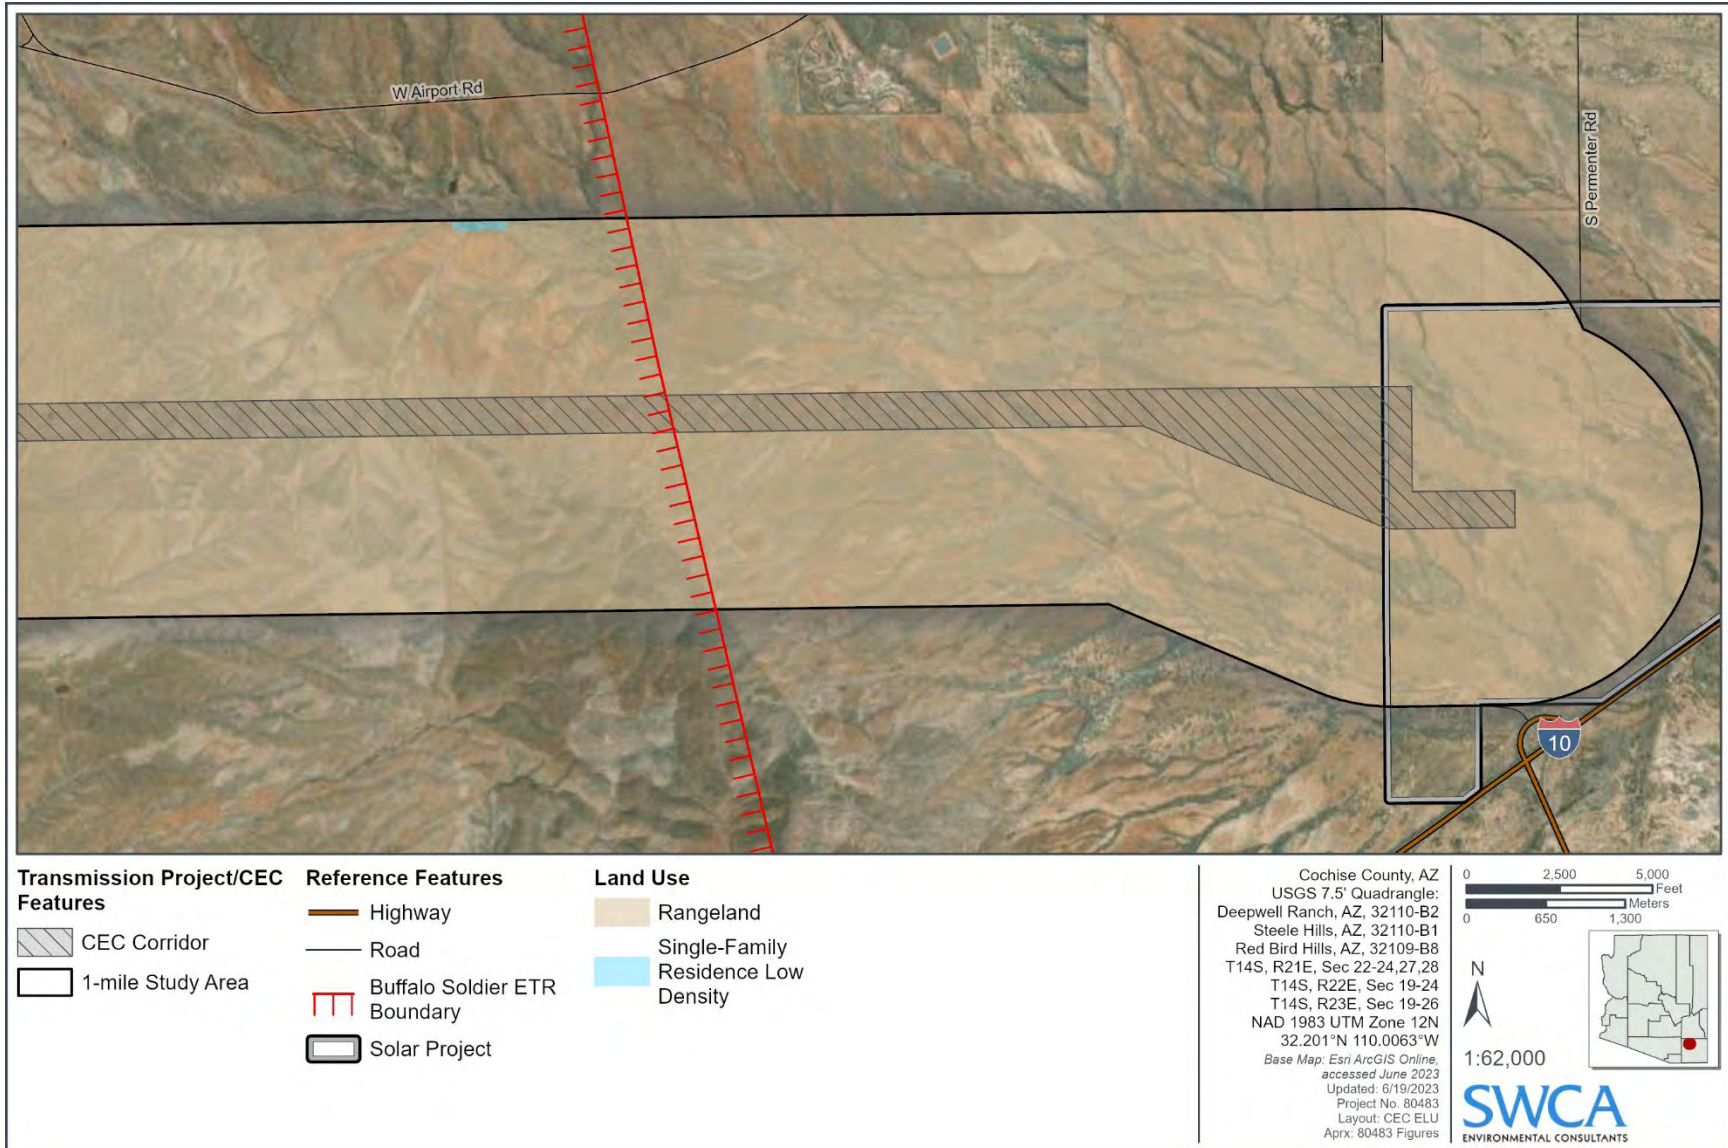 W Airport Rd
S Permenter Rd
10
Transmission Project/CEC
Features
CEC Corridor
1-mile Study Area
Reference Features
Highway
Road
Buffalo Soldier ETR
Boundary
Solar Project
Land Use
Rangeland
Single-Family
Residence Low
Density
Cochise County, AZ
USGS 7.5' Quadrangle:
Deepwell Ranch, AZ, 32110-B2
Steele Hills, AZ, 32110-B1
Red Bird Hills, AZ, 32109-B8
T14S, R21E, Sec 22-24,27,28
T14S, R22E, Sec 19-24
T14S, R23E, Sec 19-26
NAD 1983 UTM Zone 12N
32.201°N 110.0063°W
Base Map: Esri ArcGIS Online,
accessed June 2023
Updated: 6/19/2023
Project No. 80483
Layout: CEC ELU
Aprx: 80483 Figures
0 2,500 5,000
Feet
Meters
0 650 1,300
N
1:62,000
SWCA
ENVIRONMENTAL CONSULTANTS